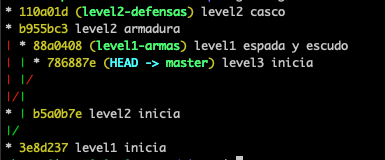 * 110a01d (level2-defensas) level2 casco
* b955bc3 level2 armadura
| * 88a0408 (level1-armas) level1 espada y escudo
| | * 786887e (HEAD -> master) level3 inicia
| |/
|/|
* | b5a0b7e level2 inicia
|/
* 3e8d237 level1 inicia